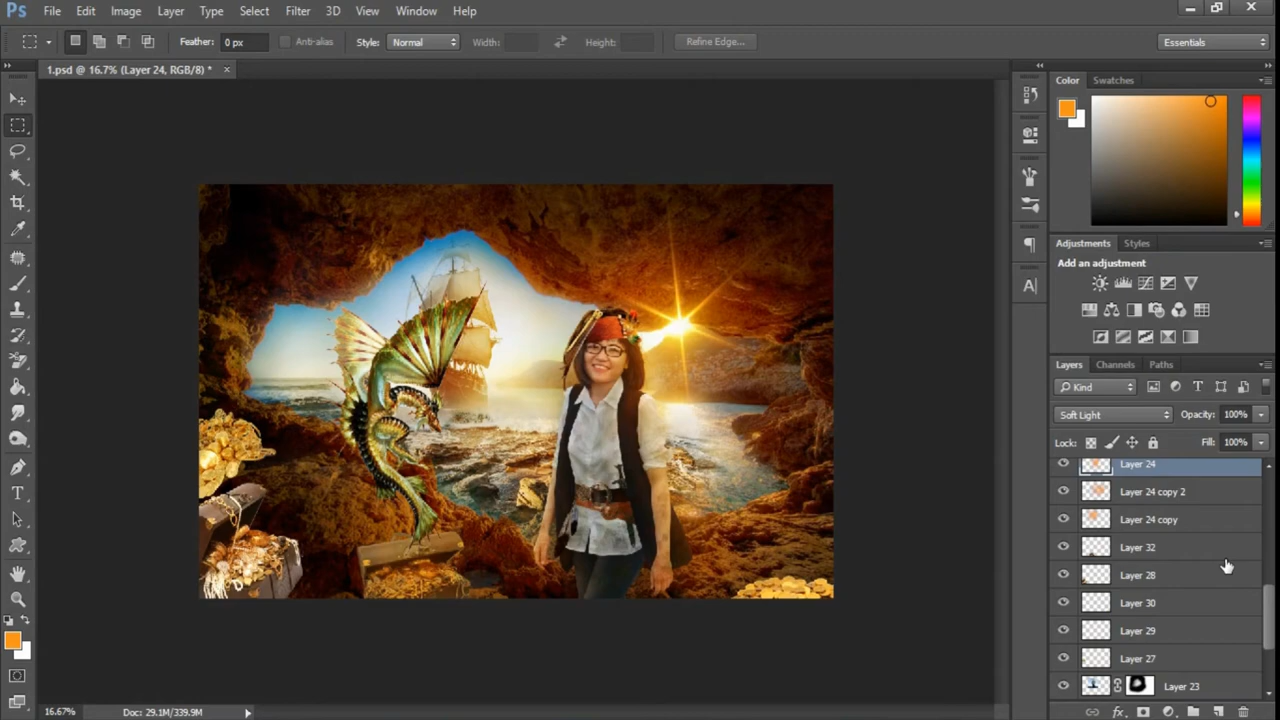 Ps File Edit Image Layer Type Select Filter 3D View Window Help
Feather: 0 px Anti-alias Style: Normal Width: Height: Refine Edge... Essentials
1.psd @ 16.7% (Layer 24, RGB/8) *
Color Swatches
Adjustments Styles
Add an adjustment
Layers Channels Paths
Kind
Soft Light Opacity: 100%
Lock: Fill: 100%
Layer 24
Layer 24 copy 2
Layer 24 copy
Layer 32
Layer 28
Layer 30
Layer 29
Layer 27
Layer 23
16.67% Doc: 29.1M/339.9M